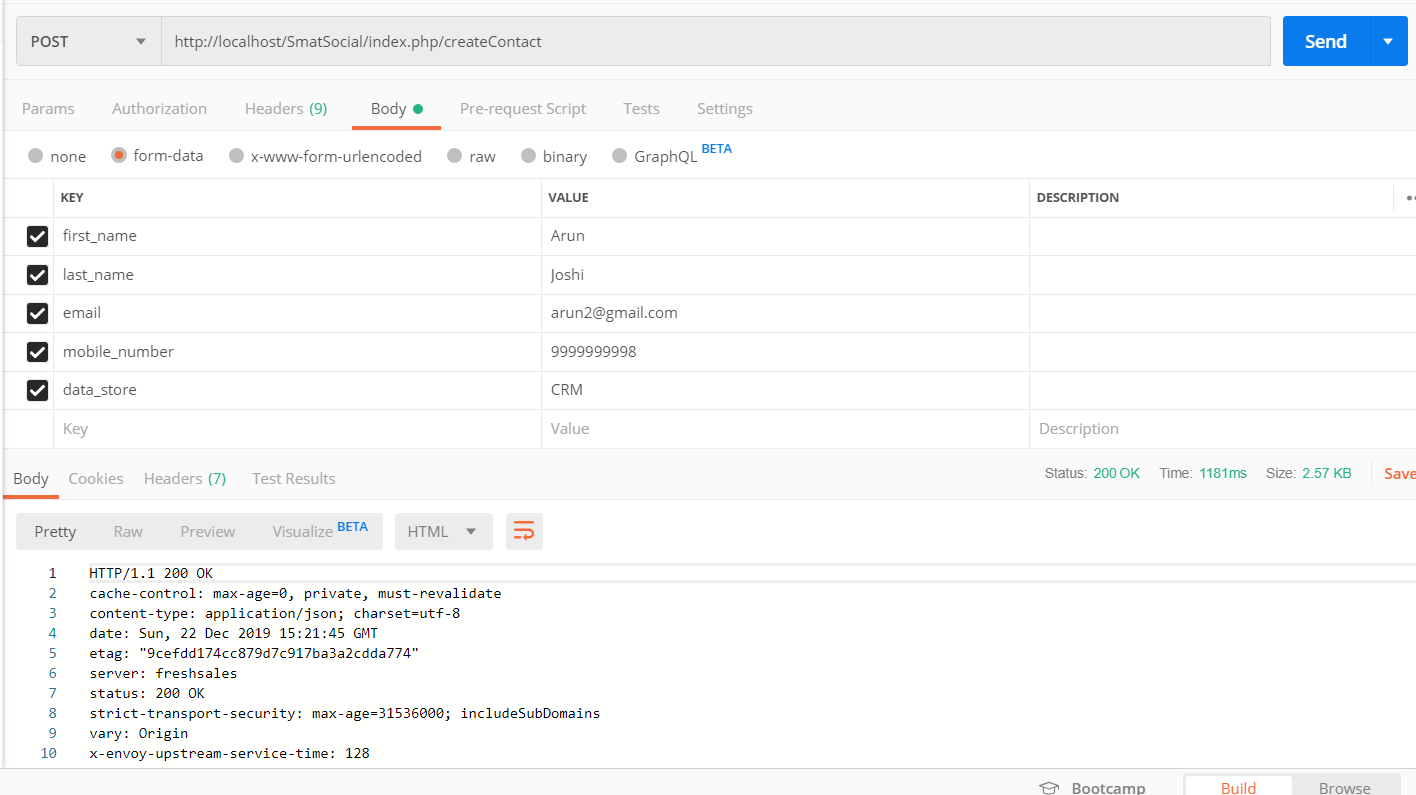 POST http://localhost/SmatSocial/index.php/createContact Send
Params Authorization Headers (9) Body Pre-request Script Tests Settings
none form-data x-www-form-urlencoded raw binary GraphQL BETA
KEY VALUE DESCRIPTION
first_name Arun
last_name Joshi
email arun2@gmail.com
mobile_number 9999999998
data_store CRM
Key Value Description
Body Cookies Headers (7) Test Results Status: 200 OK Time: 1181ms Size: 2.57 KB Save
Pretty Raw Preview Visualize BETA HTML
1 HTTP/1.1 200 OK
2 cache-control: max-age=0, private, must-revalidate
3 content-type: application/json; charset=utf-8
4 date: Sun, 22 Dec 2019 15:21:45 GMT
5 etag: "9cefdd174cc879d7c917ba3a2cdda774"
6 server: freshsales
7 status: 200 OK
8 strict-transport-security: max-age=31536000; includeSubDomains
9 vary: Origin
10 x-envoy-upstream-service-time: 128
Bootcamp Build Browse